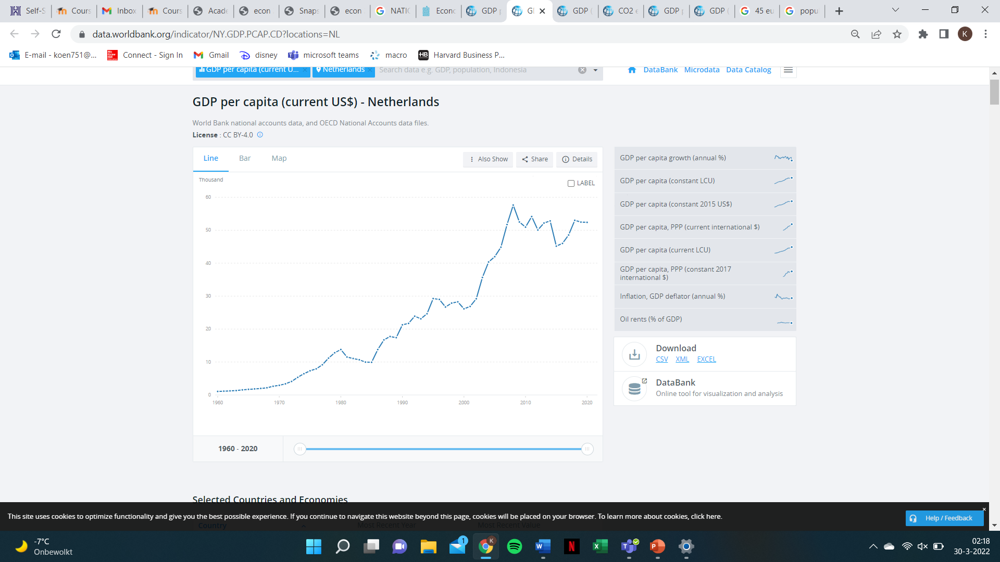 Self-S
Cours
Inbox
Cours
Acade
econ
Snaps
econ
NATIO
Econo
GDP p
GI
GDP (
CO2 e
GDP p
GDP (
45 eu
popu
data.worldbank.org/indicator/NY.GDP.PCAP.CD?locations=NL
K
E-mail - koen751@...
Connect - Sign In
Gmail
disney
microsoft teams
macro
HB
Harvard Business P...
GDP per capita (current U...
Netherlands
Search data e.g. GDP, population, Indonesia
DataBank
Microdata
Data Catalog
GDP per capita (current US$) - Netherlands
World Bank national accounts data, and OECD National Accounts data files.
License : CC BY-4.0
Line
Bar
Map
Also Show
Share
Details
Thousand
LABEL
60
50
40
30
20
10
0
1960
1970
1980
1990
2000
2010
2020
1960 - 2020
GDP per capita growth (annual %)
GDP per capita (constant LCU)
GDP per capita (constant 2015 US$)
GDP per capita, PPP (current international $)
GDP per capita (current LCU)
GDP per capita, PPP (constant 2017
international $)
Inflation, GDP deflator (annual %)
Oil rents (% of GDP)
Download
CSV XML EXCEL
DataBank
Online tool for visualization and analysis
Selected Countries and Economies
Country
Most Recent Year
Most Recent Value
This site uses cookies to optimize functionality and give you the best possible experience. If you continue to navigate this website beyond this page, cookies will be placed on your browser. To learn more about cookies, click here.
Help / Feedback
-7°C
Onbewolkt
1
K
02:18
30-3-2022